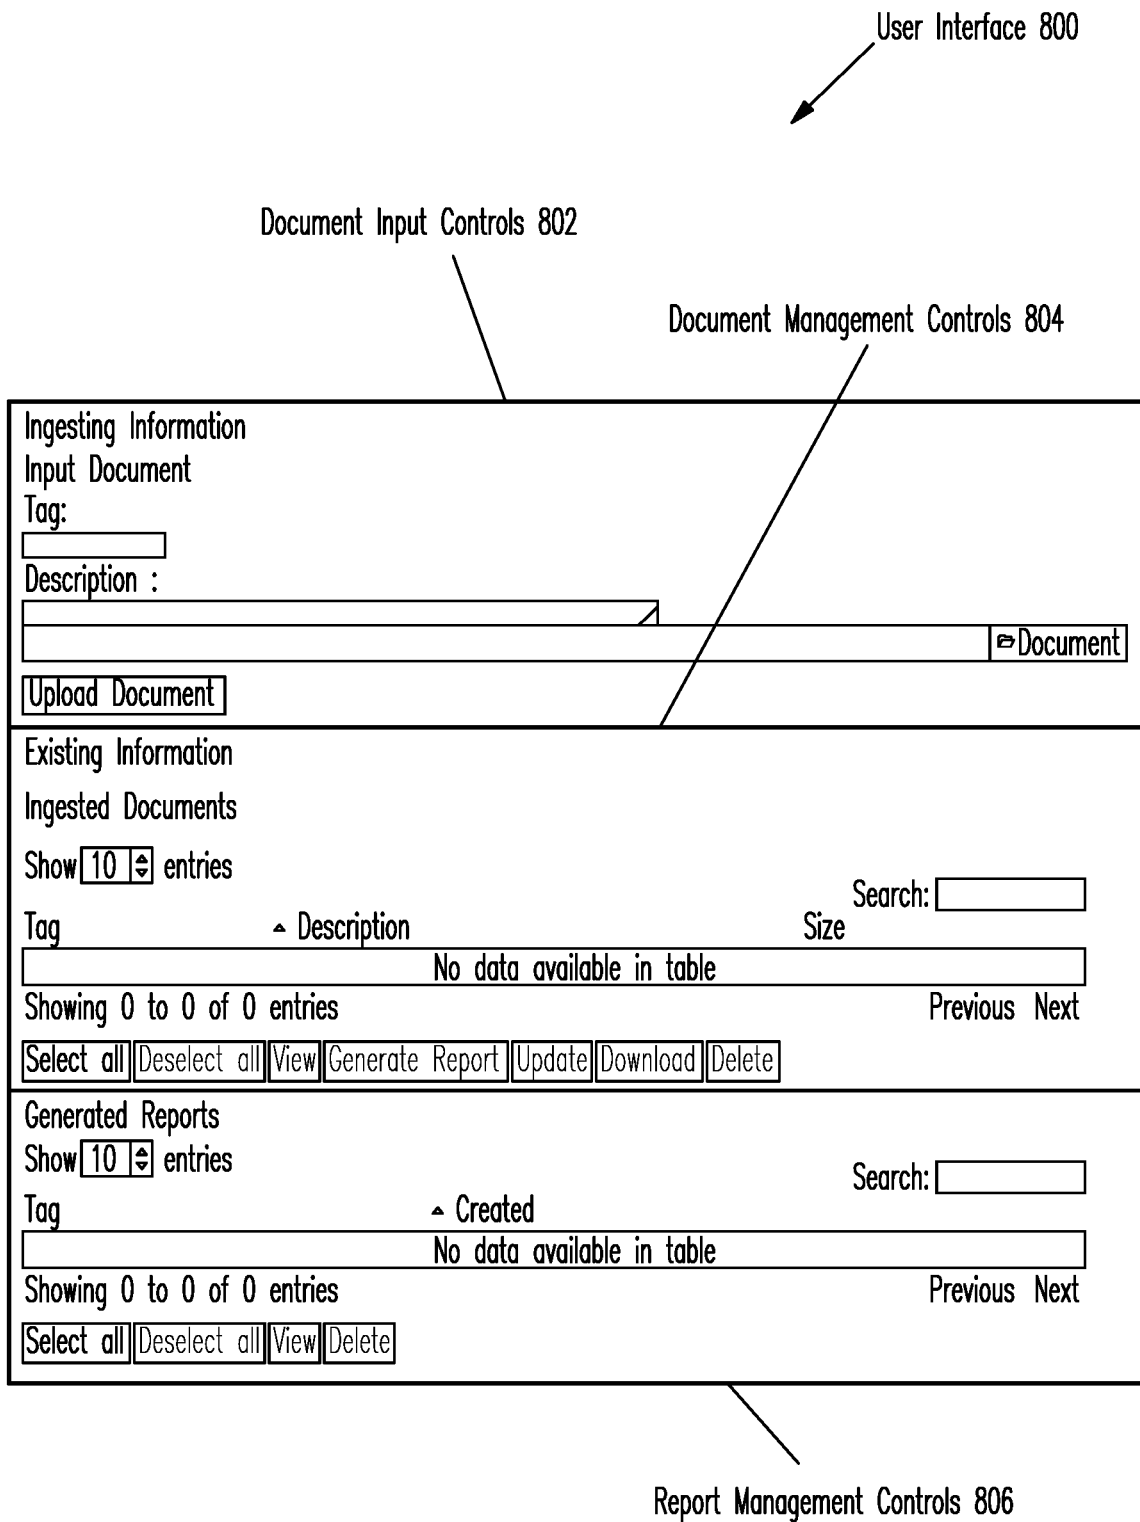 User Interface 800
Document Input Controls 802
Document Management Controls 804
Ingesting Information
Input Document
Tag:
Description :
Document
Upload Document
Existing Information
Ingested Documents
Show 10 entries
Search:
Tag Description Size
No data available in table
Showing 0 to 0 of 0 entries Previous Next
Select all Deselect all View Generate Report Update Download Delete
Generated Reports
Show 10 entries
Search:
Tag Created
No data available in table
Showing 0 to 0 of 0 entries Previous Next
Select all Deselect all View Delete
Report Management Controls 806